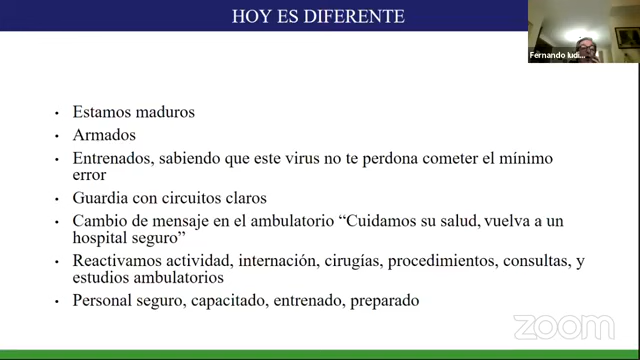 HOY ES DIFERENTE
Fernando Iudi...
• Estamos maduros
• Armados
• Entrenados, sabiendo que este virus no te perdona cometer el mínimo
error
• Guardia con circuitos claros
• Cambio de mensaje en el ambulatorio “Cuidamos su salud, vuelva a un
hospital seguro”
• Reactivamos actividad, internación, cirugías, procedimientos, consultas, y
estudios ambulatorios
• Personal seguro, capacitado, entrenado, preparado
zoom